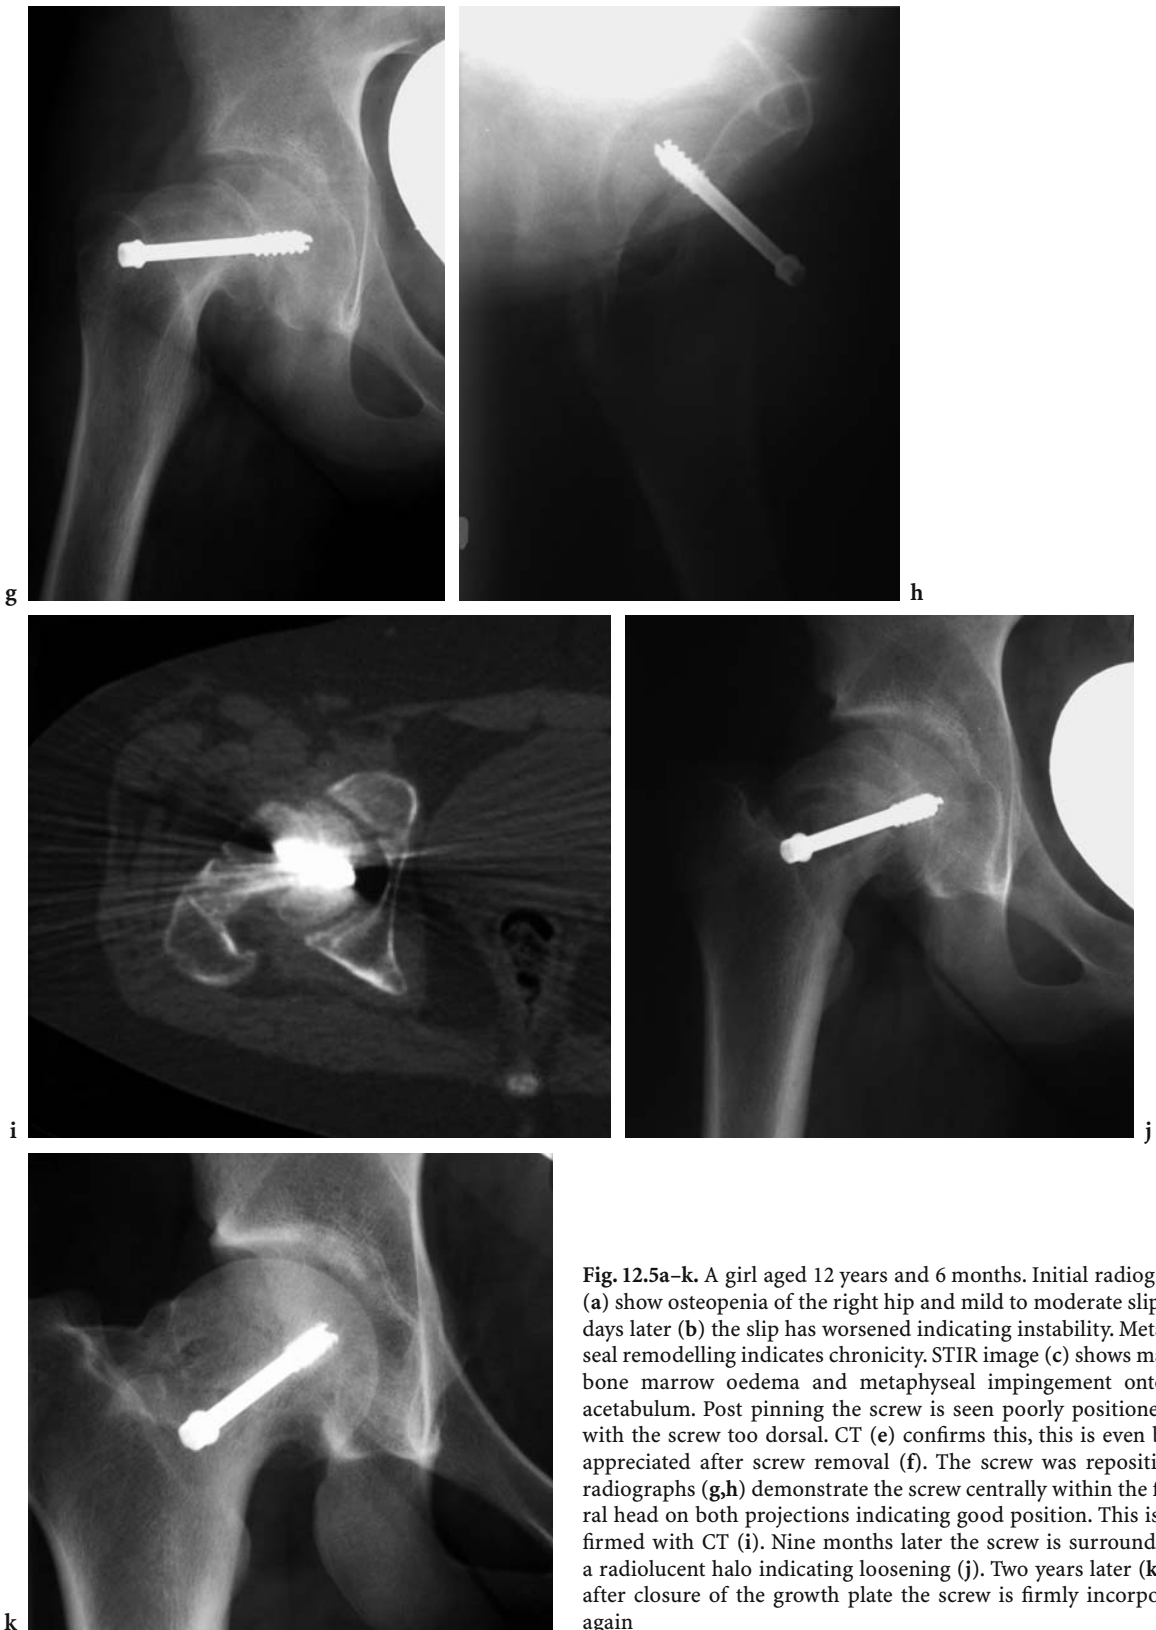 g
h
i
j
k
Fig. 12.5a–k. A girl aged 12 years and 6 months. Initial radiog
(a) show osteopenia of the right hip and mild to moderate slip
days later (b) the slip has worsened indicating instability. Met
seal remodelling indicates chronicity. STIR image (c) shows m
bone marrow oedema and metaphyseal impingement ont
acetabulum. Post pinning the screw is seen poorly positione
with the screw too dorsal. CT (e) confirms this, this is even
appreciated after screw removal (f). The screw was repositi
radiographs (g,h) demonstrate the screw centrally within the f
ral head on both projections indicating good position. This is
firmed with CT (i). Nine months later the screw is surround
a radiolucent halo indicating loosening (j). Two years later (k
after closure of the growth plate the screw is firmly incorpo
again